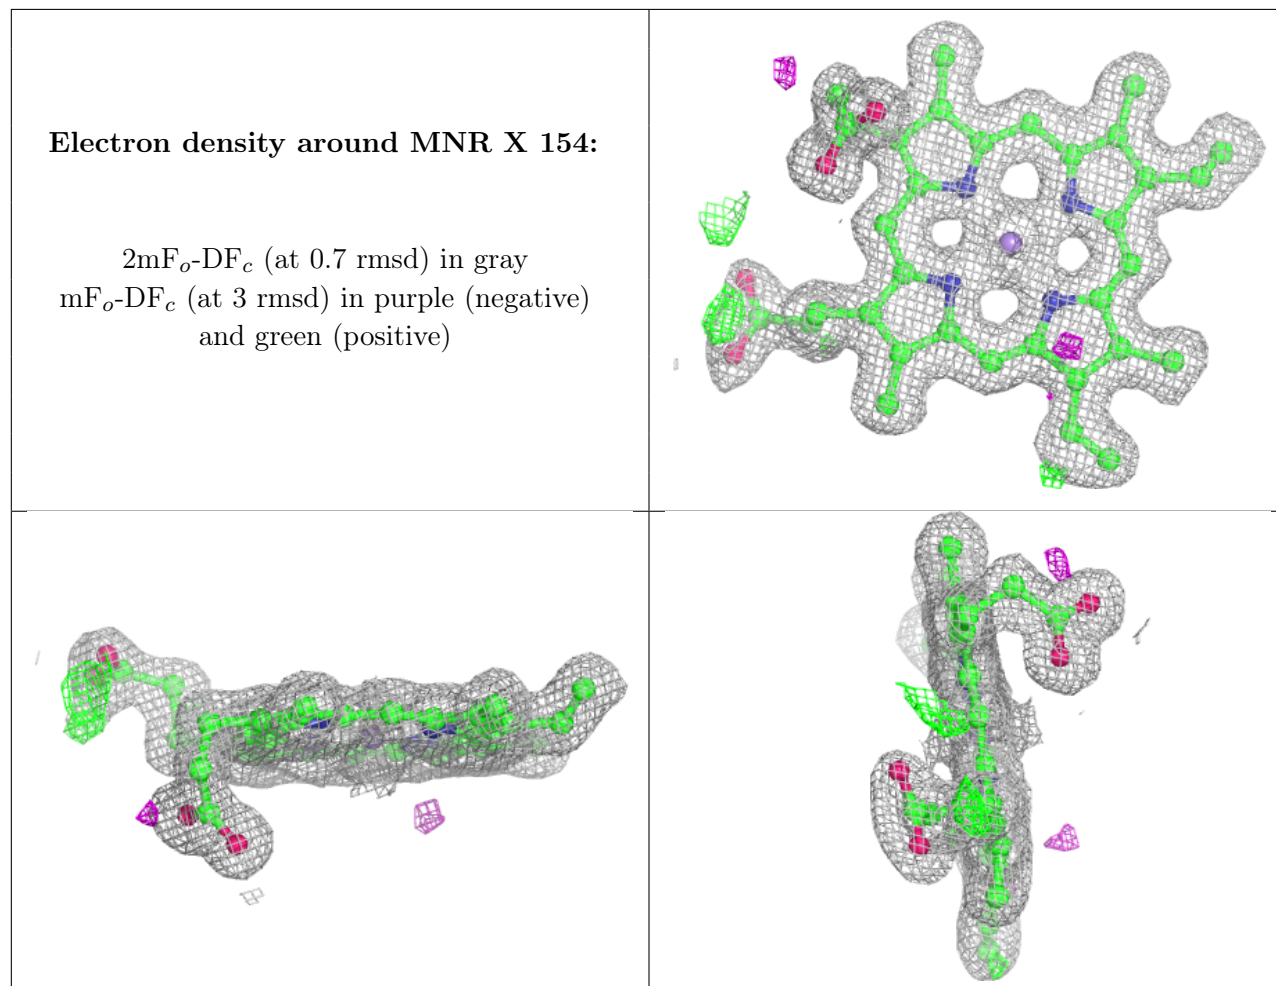 Electron density around MNR X 154:
2mFo-DFc (at 0.7 rmsd) in gray
mFo-DFc (at 3 rmsd) in purple (negative)
and green (positive)